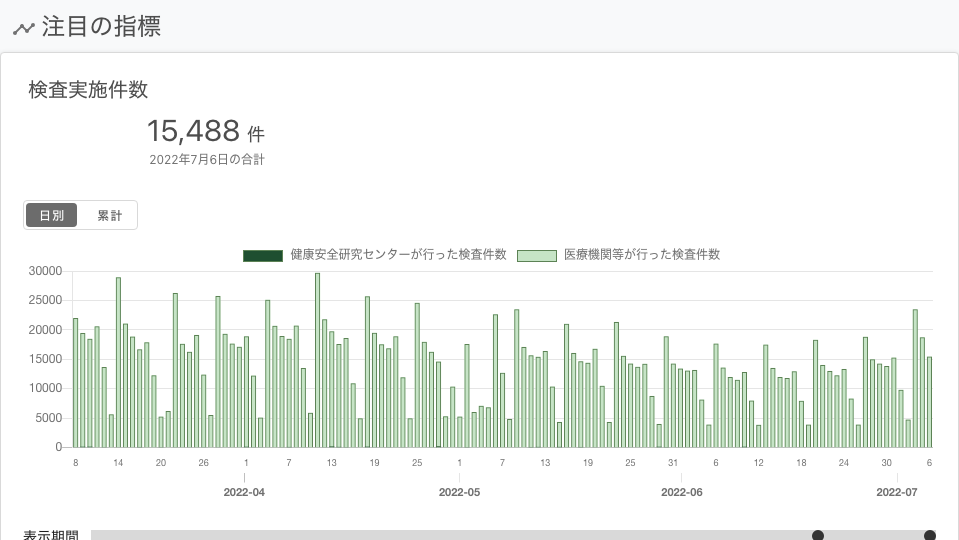 注目の指標
検査実施件数
15,488 件
2022年7月6日の合計
日別 累計
健康安全研究センターが行った検査件数 医療機関等が行った検査件数
30000
25000
20000
15000
10000
5000
0
8 14 20 26 1 7 13 19 25 1 7 13 19 25 31 6 12 18 24 30 6
2022-04 2022-05 2022-06 2022-07
表示期間